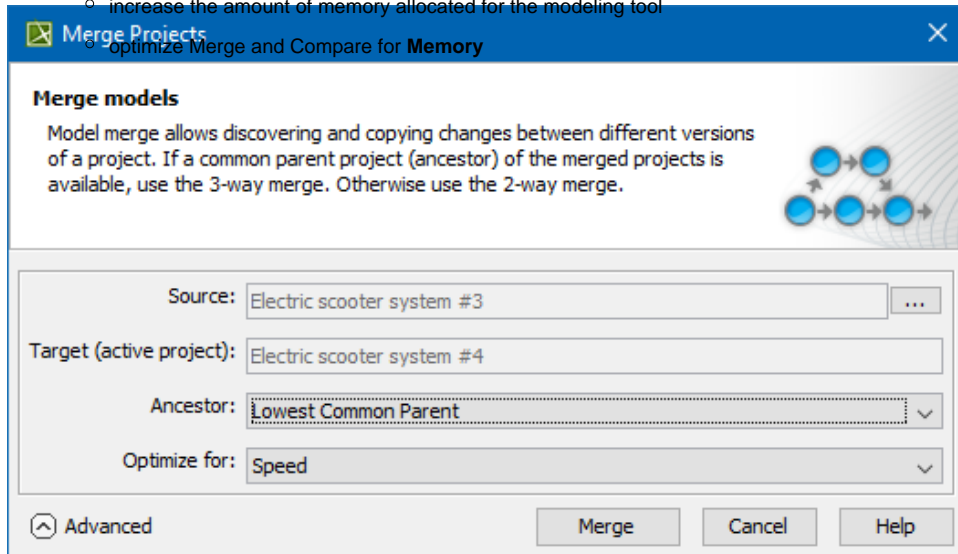 increase the amount of memory allocated for the modeling tool
Merge Projects
optimize Merge and Compare for Memory
Merge models
Model merge allows discovering and copying changes between different versions
of a project. If a common parent project (ancestor) of the merged projects is
available, use the 3-way merge. Otherwise use the 2-way merge.
Source: Electric scooter system #3 ...
Target (active project): Electric scooter system #4
Ancestor: Lowest Common Parent
Optimize for: Speed
Advanced Merge Cancel Help